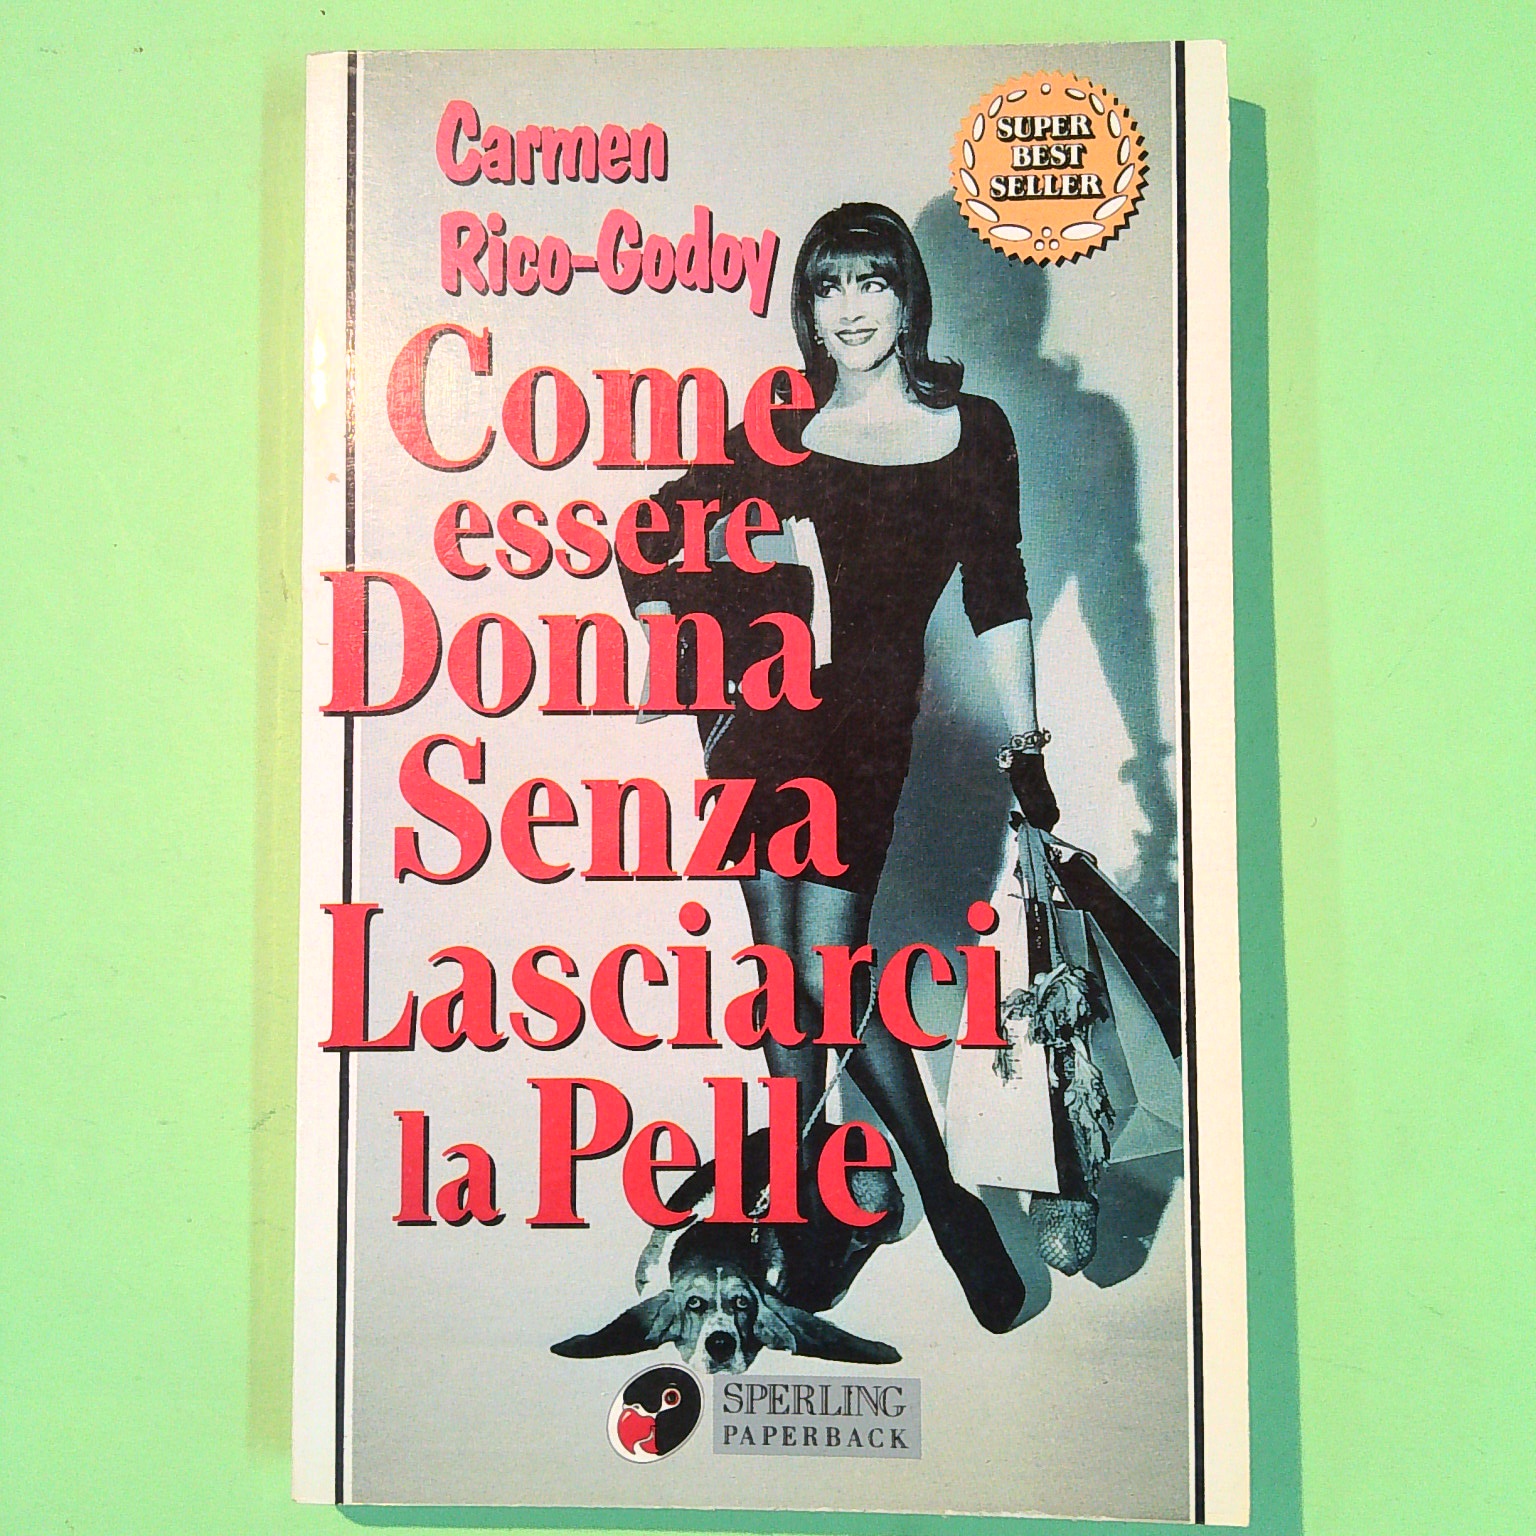 Carmen
Rico-Godoy
SUPER
BEST
SELLER
Come
essere
Donna
Senza
Lasciarci
la Pelle
SPERLING
PAPERBACK